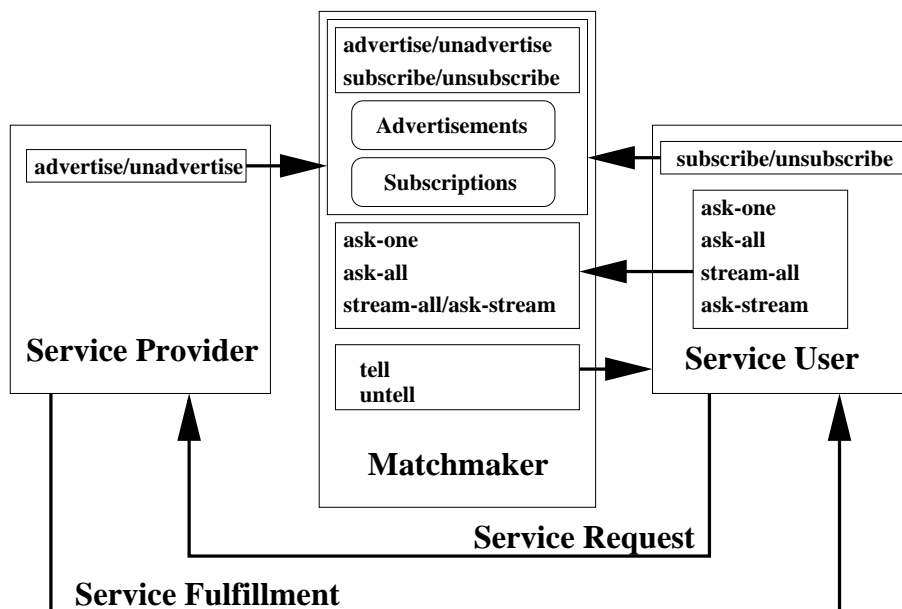 advertise/unadvertise
subscribe/unsubscribe
Advertisements
Subscriptions
advertise/unadvertise
Service Provider
ask-one
ask-all
stream-all/ask-stream
tell
untell
Matchmaker
subscribe/unsubscribe
ask-one
ask-all
stream-all
ask-stream
Service User
Service Request
Service Fulfillment